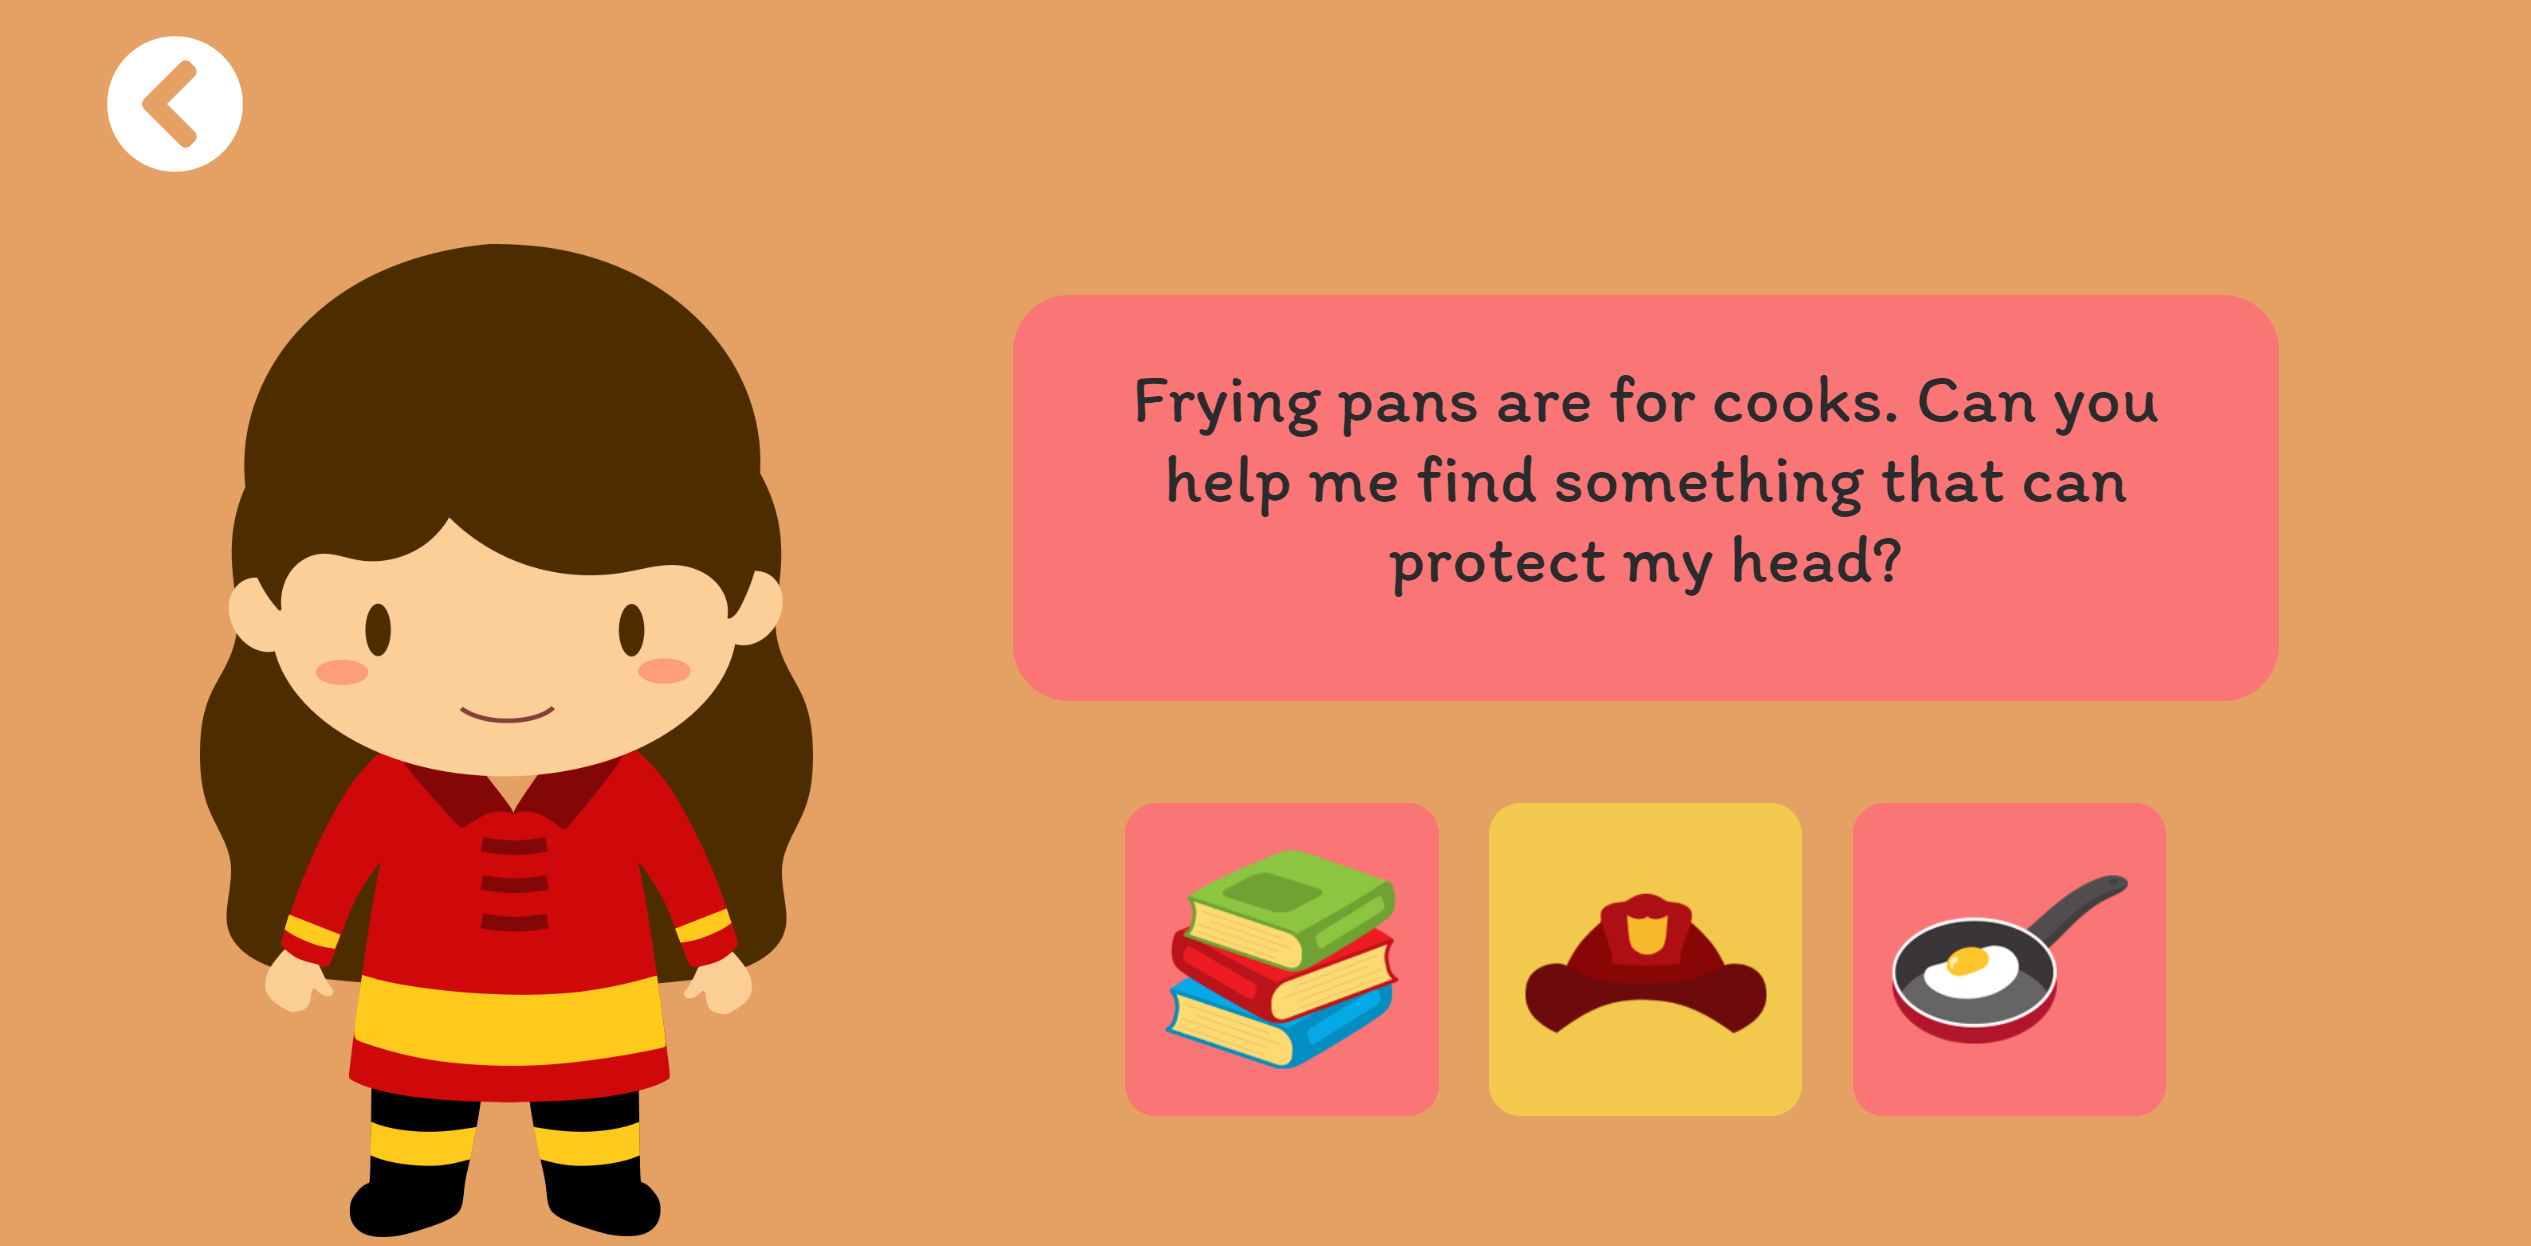 Frying pans are for cooks. Can you
help me find something that can
protect my head?